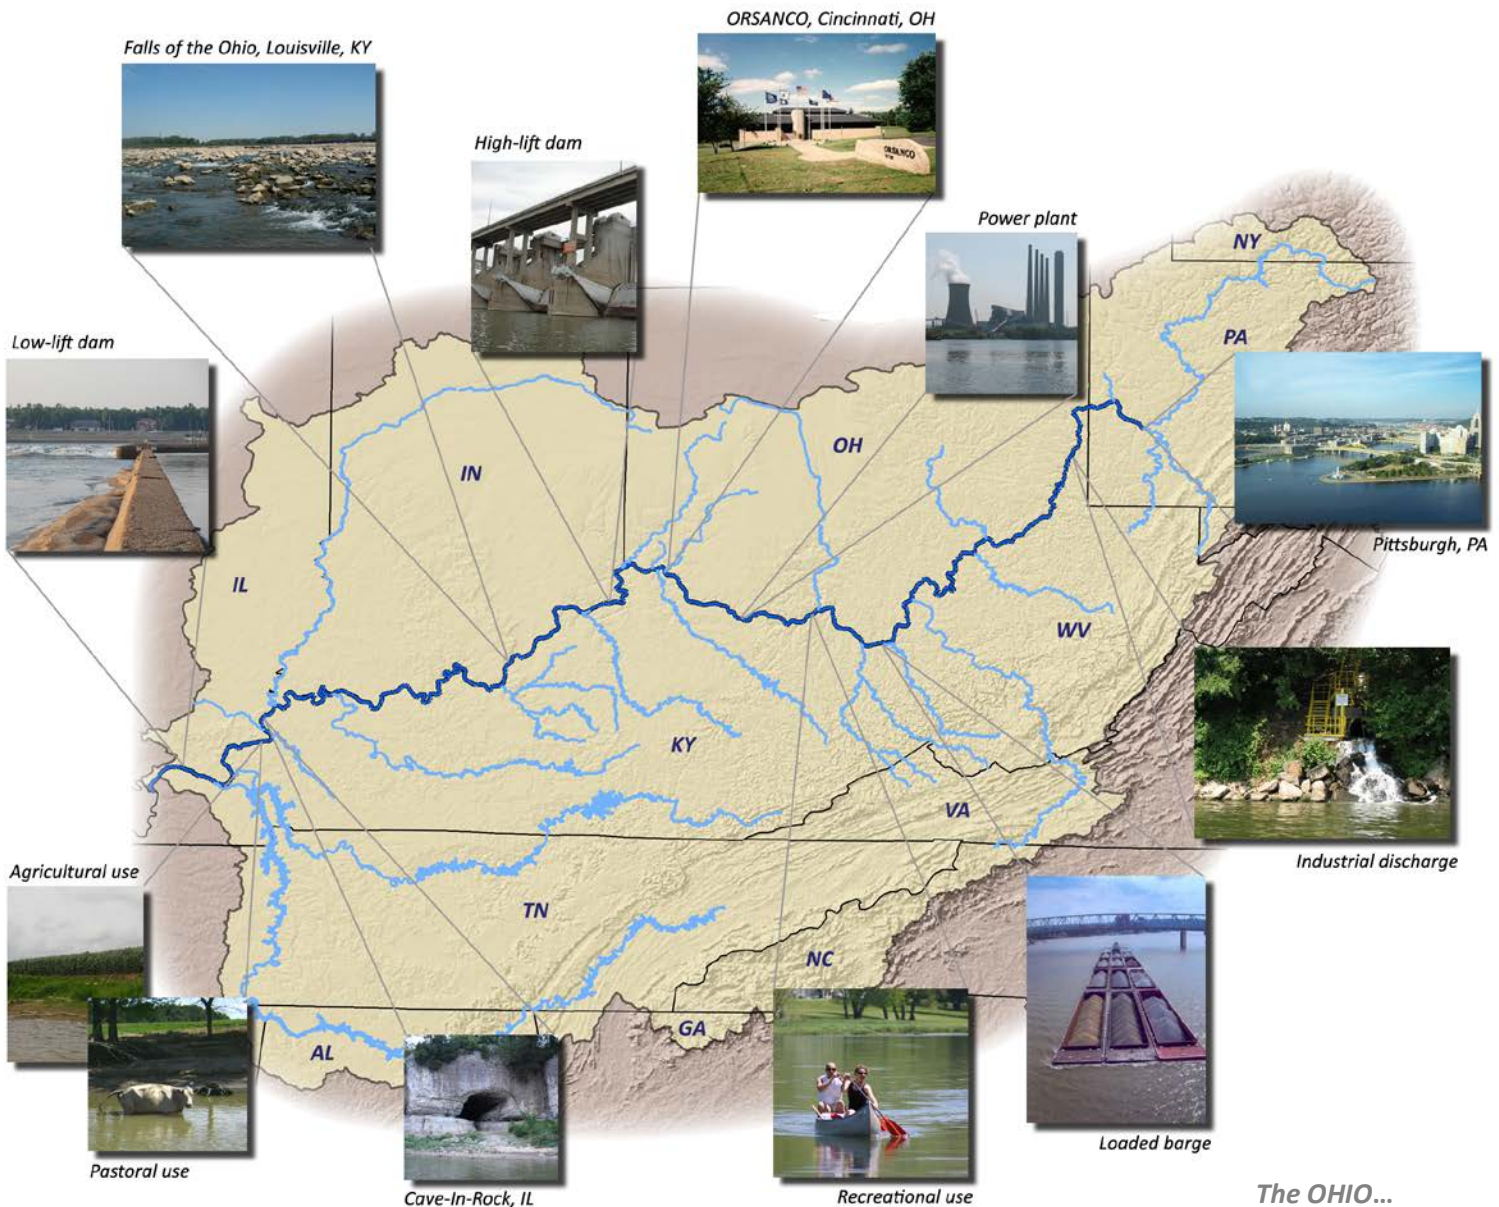 ORSANCO, Cincinnati, OH
Falls of the Ohio, Louisville, KY
High-lift dam
ORSANCO
Power plant
NY
Low-lift dam
PA
OH
IN
Pittsburgh, PA
IL
WV
KY
VA
Industrial discharge
Agricultural use
TN
NC
GA
AL
Loaded barge
Pastoral use
Cave-In-Rock, IL
Recreational use
The OHIO...